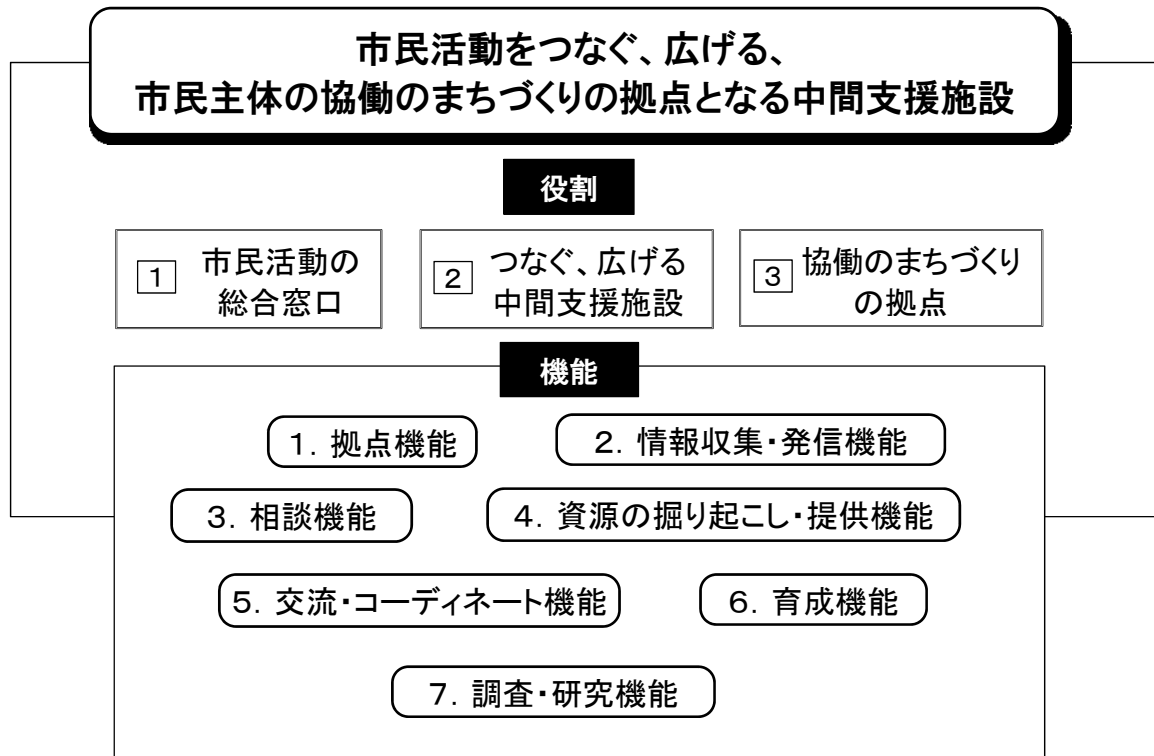 市民活動をつなぐ、広げる、
市民主体の協働のまちづくりの拠点となる中間支援施設
役割
1 市民活動の
総合窓口
2 つなぐ、広げる
中間支援施設
3 協働のまちづくり
の拠点
機能
1．拠点機能
2．情報収集・発信機能
3．相談機能
4．資源の掘り起こし・提供機能
5．交流・コーディネート機能
6．育成機能
7．調査・研究機能